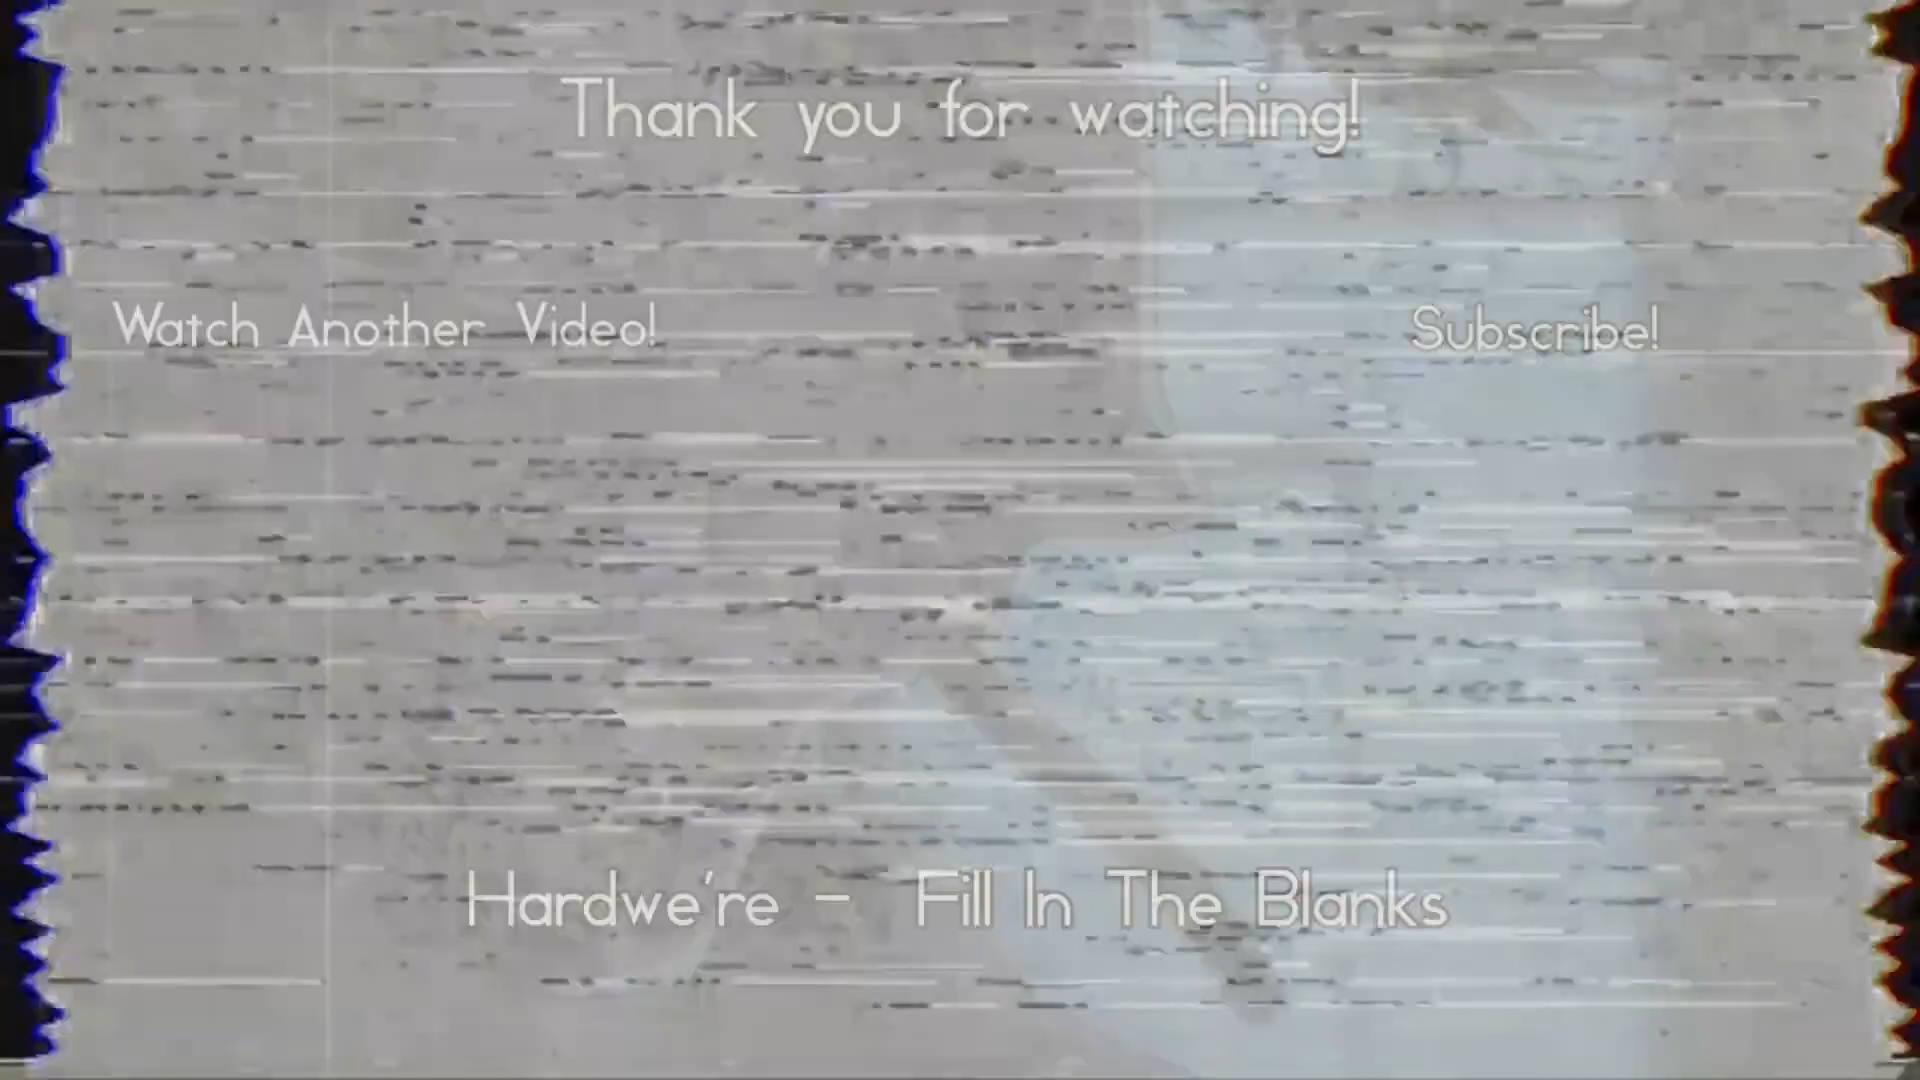 Thank you for watching!
Watch Another Video!
Subscribe!
Hardwe're - Fill In The Blanks